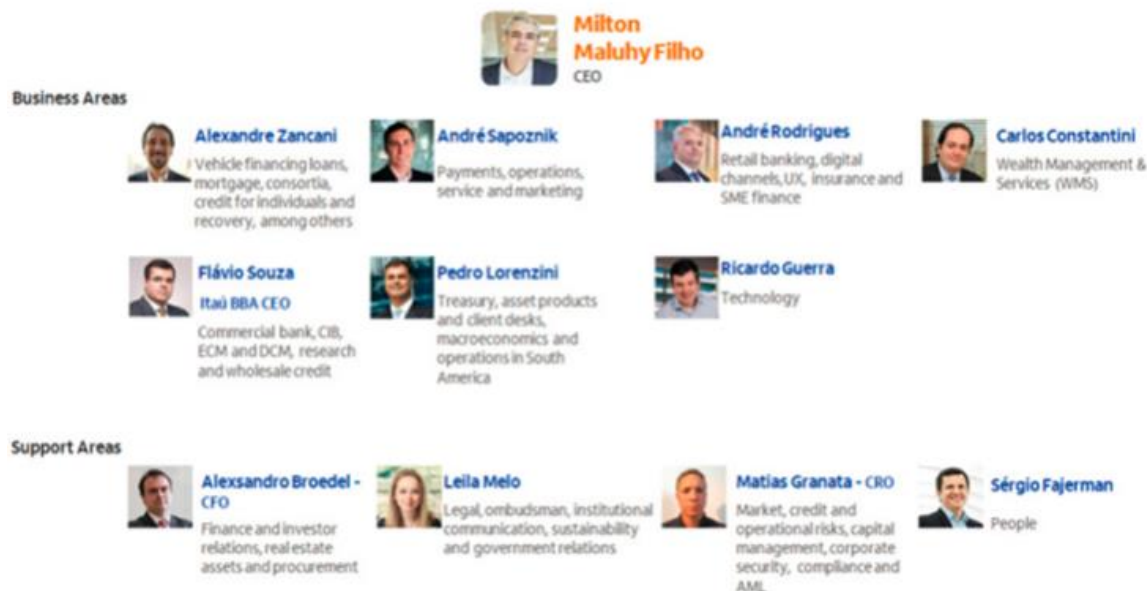 Milton
Maluhy Filho
CEO
Business Areas
Alexandre Zancani
Vehicle financing loans,
mortgage, consortia,
credit for individuals and
recovery, among others
André Sapoznik
Payments, operations,
service and marketing
André Rodrigues
Retail banking, digital
channels, UX, insurance and
SME finance
Carlos Constantini
Wealth Management &
Services (WMS)
Flávio Souza
Itaú BBA CEO
Commercial bank, CIB,
ECM and DCM, research
and wholesale credit
Pedro Lorenzini
Treasury, asset products
and client desks,
macroeconomics and
operations in South
America
Ricardo Guerra
Technology
Support Areas
Alexsandro Broedel -
CFO
Finance and investor
relations, real estate
assets and procurement
Leila Melo
Legal, ombudsman, institutional
communication, sustainability
and government relations
Matias Granata - CRO
Market, credit and
operational risks, capital
management, corporate
security, compliance and
AML
Sérgio Fajerman
People